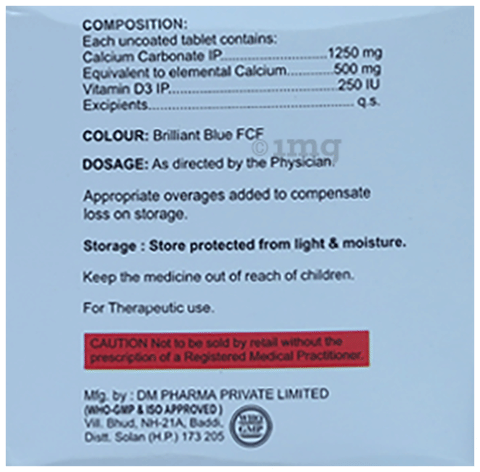 COMPOSITION:
Each uncoated tablet contains:
Calcium Carbonate IP..........................1250 mg
Equivalent to elemental Calcium.............500 mg
Vitamin D3 IP........................................250 IU
Excipients............................................... q.s.
COLOUR: Brilliant Blue FCF
©1mg
DOSAGE: As directed by the Physician.
Appropriate overages added to compensate
loss on storage.
Storage : Store protected from light & moisture.
Keep the medicine out of reach of children.
For Therapeutic use.
CAUTION Not to be sold by retail without the
prescription of a Registered Medical Practitioner.
Mfg. by : DM PHARMA PRIVATE LIMITED
(WHO-GMP & ISO APPROVED )
Vill. Bhud, NH-21A, Baddi,
Distt. Solan (H.P.) 173 205
WHO
GMP